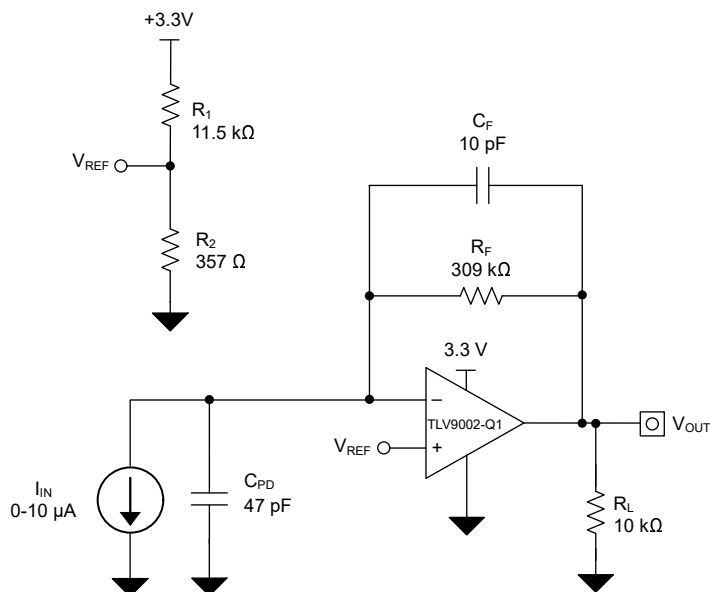 +3.3V
R1
11.5 kΩ
VREF
R2
357 Ω
CF
10 pF
RF
309 kΩ
3.3 V
–
TLV9002-Q1
VREF
+
VOUT
IIN
0-10 µA
CPD
47 pF
RL
10 kΩ